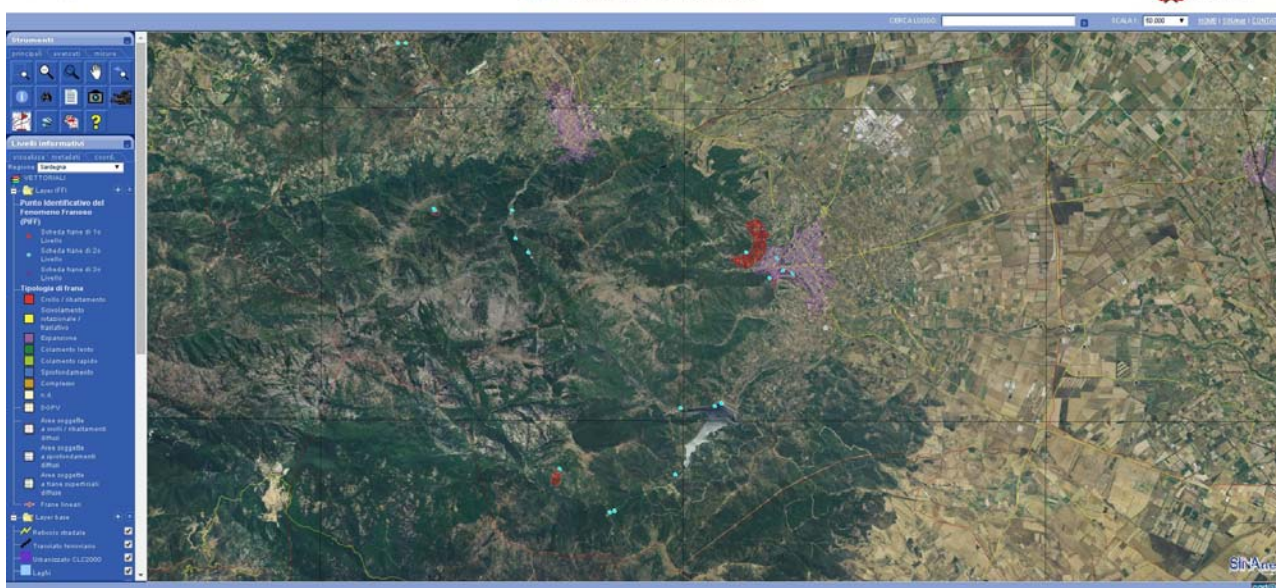 CERCA LUOGO:
SCALA 1: 10.000
HOME | SINAnet |
Strumenti
principali avanzati misure
Livelli informativi
visualizza metadati coord.
Regione Sardegna
VETTORIALI
Layer IFFI
Punto Identificativo del
Fenomeno Franoso
(PIFF)
Scheda frane di 1o
Livello
Scheda frane di 2o
Livello
Scheda frane di 3o
Livello
Tipologia di frana
Crollo / ribaltamento
Scivolamento
rotazionale /
traslativo
Espansione
Colamento lento
Colamento rapido
Sprofondamento
Complesso
n.d.
DGPV
Aree soggette
a crolli / ribaltamenti
diffusi
Aree soggette
a sprofondamenti
diffusi
Aree soggette
a frane superficiali
diffuse
Frane lineari
Layer base
Reticolo stradale
Tracciato ferroviario
Urbanizzato CLC2000
Laghi